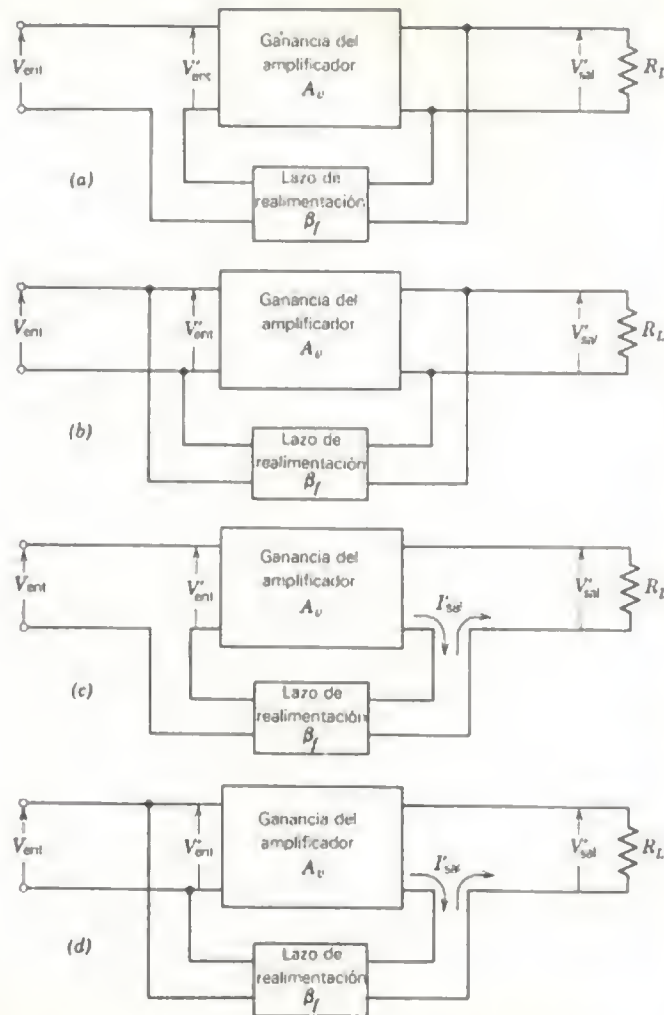 Ganancia del
amplificador
A_v
V_ent
V'_ent
V'_sal
R_L
(a)
Lazo de
realimentación
β_f
Ganancia del
amplificador
A_v
V_ent
V'_ent
V'_sal
R_L
(b)
Lazo de
realimentación
β_f
Ganancia del
amplificador
A_v
V_ent
V'_ent
I'_sal
V'_sal
R_L
(c)
Lazo de
realimentación
β_f
Ganancia del
amplificador
A_v
V_ent
V'_ent
I'_sal
V'_sal
R_L
(d)
Lazo de
realimentación
β_f